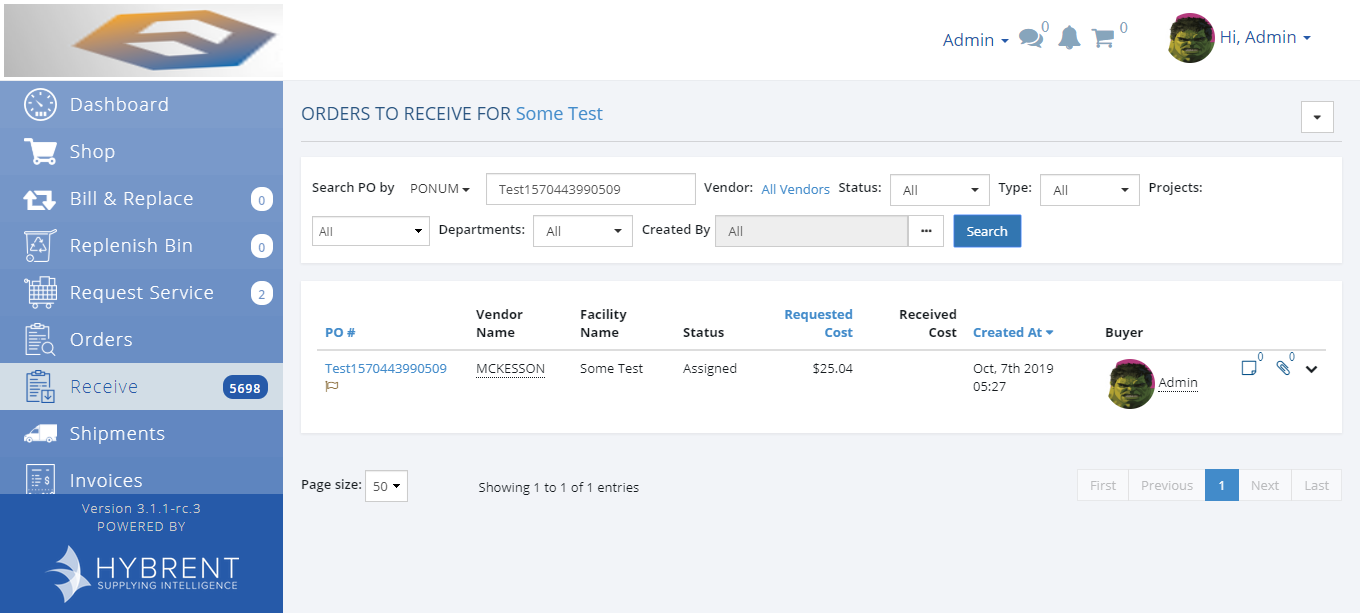 Admin
0
0
Hi, Admin
Dashboard
Shop
Bill & Replace 0
Replenish Bin 0
Request Service 2
Orders
Receive 5698
Shipments
Invoices
Version 3.1.1-rc.3
POWERED BY
HYBRENT
SUPPLYING INTELLIGENCE
ORDERS TO RECEIVE FOR Some Test
Search PO by PONUM Test1570443990509 Vendor: All Vendors Status: All Type: All Projects:
All Departments: All Created By All ... Search
PO # Vendor Name Facility Name Status Requested Cost Received Cost Created At Buyer
Test1570443990509 MCKESSON Some Test Assigned $25.04 Oct, 7th 2019 05:27 Admin 0 0
Page size: 50 Showing 1 to 1 of 1 entries First Previous 1 Next Last